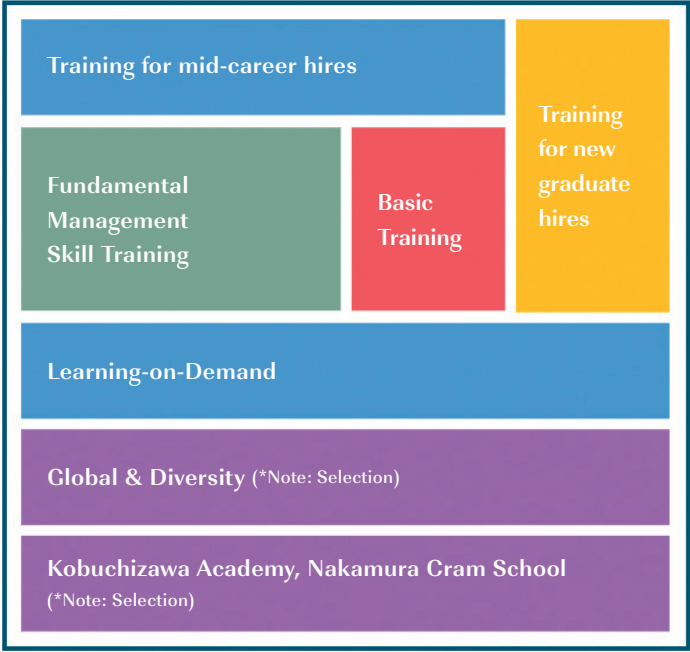 Training for mid-career hires
Training
for new
graduate
hires
Fundamental
Management
Skill Training
Basic
Training
Learning-on-Demand
Global & Diversity (*Note: Selection)
Kobuchizawa Academy, Nakamura Cram School
(*Note: Selection)